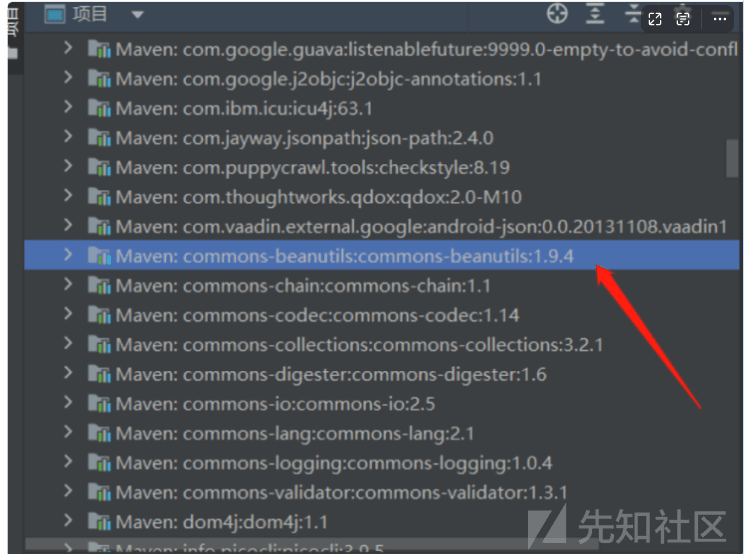 项目
Maven: com.google.guava:listenablefuture:9999.0-empty-to-avoid-confl
Maven: com.google.j2objc:j2objc-annotations:1.1
Maven: com.ibm.icu:icu4j:63.1
Maven: com.jayway.jsonpath:json-path:2.4.0
Maven: com.puppycrawl.tools:checkstyle:8.19
Maven: com.thoughtworks.qdox:qdox:2.0-M10
Maven: com.vaadin.external.google:android-json:0.0.20131108.vaadin1
Maven: commons-beanutils:commons-beanutils:1.9.4
Maven: commons-chain:commons-chain:1.1
Maven: commons-codec:commons-codec:1.14
Maven: commons-collections:commons-collections:3.2.1
Maven: commons-digester:commons-digester:1.6
Maven: commons-io:commons-io:2.5
Maven: commons-lang:commons-lang:2.1
Maven: commons-logging:commons-logging:1.0.4
Maven: commons-validator:commons-validator:1.3.1
Maven: dom4j:dom4j:1.1
Maven: info.picocli:picocli:3.9.5
先知社区